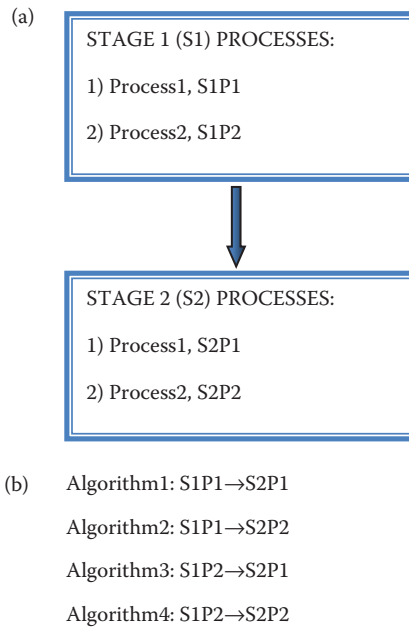 (a)
STAGE 1 (S1) PROCESSES:
1) Process1, S1P1
2) Process2, S1P2
STAGE 2 (S2) PROCESSES:
1) Process1, S2P1
2) Process2, S2P2
(b) Algorithm1: S1P1→S2P1
Algorithm2: S1P1→S2P2
Algorithm3: S1P2→S2P1
Algorithm4: S1P2→S2P2